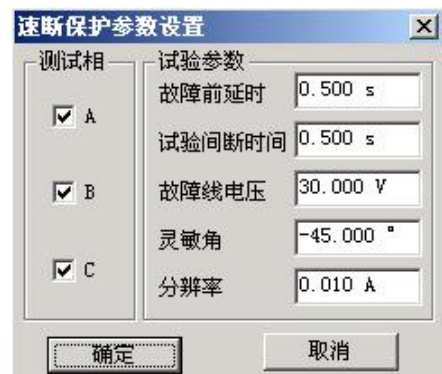 速断保护参数设置
测试相
A
B
C
试验参数
故障前延时 0.500 s
试验间断时间 0.500 s
故障线电压 30.000 V
灵敏角 -45.000 °
分辨率 0.010 A
确定 取消